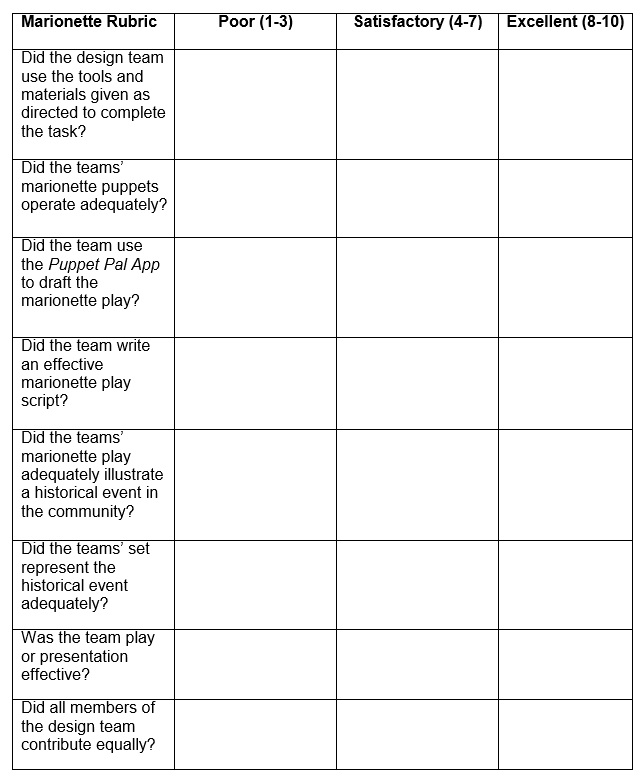 Marionette Rubric Poor (1-3) Satisfactory (4-7) Excellent (8-10)
Did the design team
use the tools and
materials given as
directed to complete
the task?
Did the teams’
marionette puppets
operate adequately?
Did the team use
the Puppet Pal App
to draft the
marionette play?
Did the team write
an effective
marionette play
script?
Did the teams’
marionette play
adequately illustrate
a historical event in
the community?
Did the teams’ set
represent the
historical event
adequately?
Was the team play
or presentation
effective?
Did all members of
the design team
contribute equally?